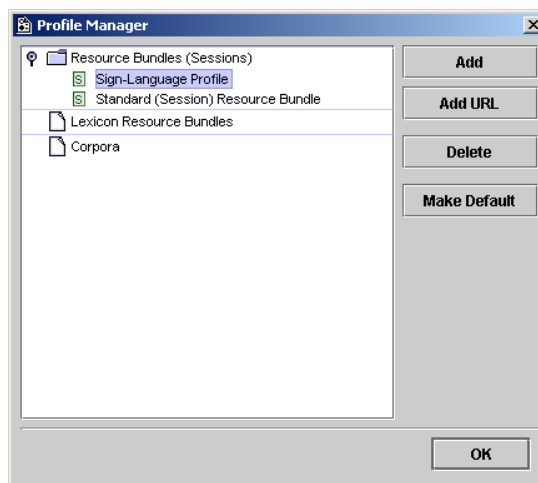 Profile Manager
Resource Bundles (Sessions)
S Sign-Language Profile
S Standard (Session) Resource Bundle
Lexicon Resource Bundles
Corpora
Add
Add URL
Delete
Make Default
OK